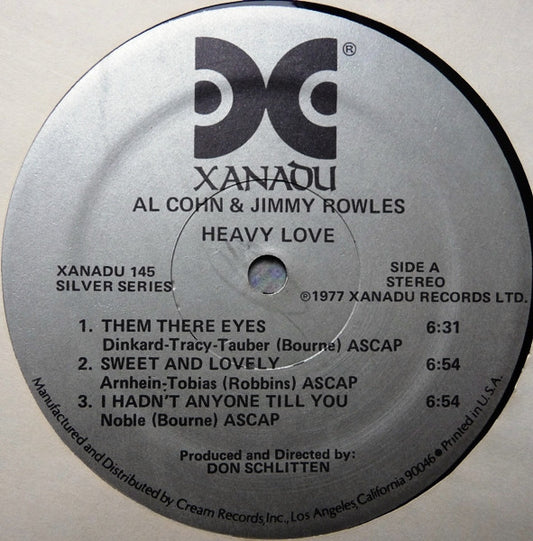 ®
XANADU
AL COHN & JIMMY ROWLES
HEAVY LOVE
XANADU 145
SILVER SERIES
SIDE A
STEREO
℗1977 XANADU RECORDS LTD.
1. THEM THERE EYES 6:31
Dinkard-Tracy-Tauber (Bourne) ASCAP
2. SWEET AND LOVELY 6:54
Arnhein-Tobias (Robbins) ASCAP
3. I HADN'T ANYONE TILL YOU 6:54
Noble (Bourne) ASCAP
Produced and Directed by:
DON SCHLITTEN
Manufactured and Distributed by Cream Records, Inc., Los Angeles, California 90046 ● Printed in U.S.A.